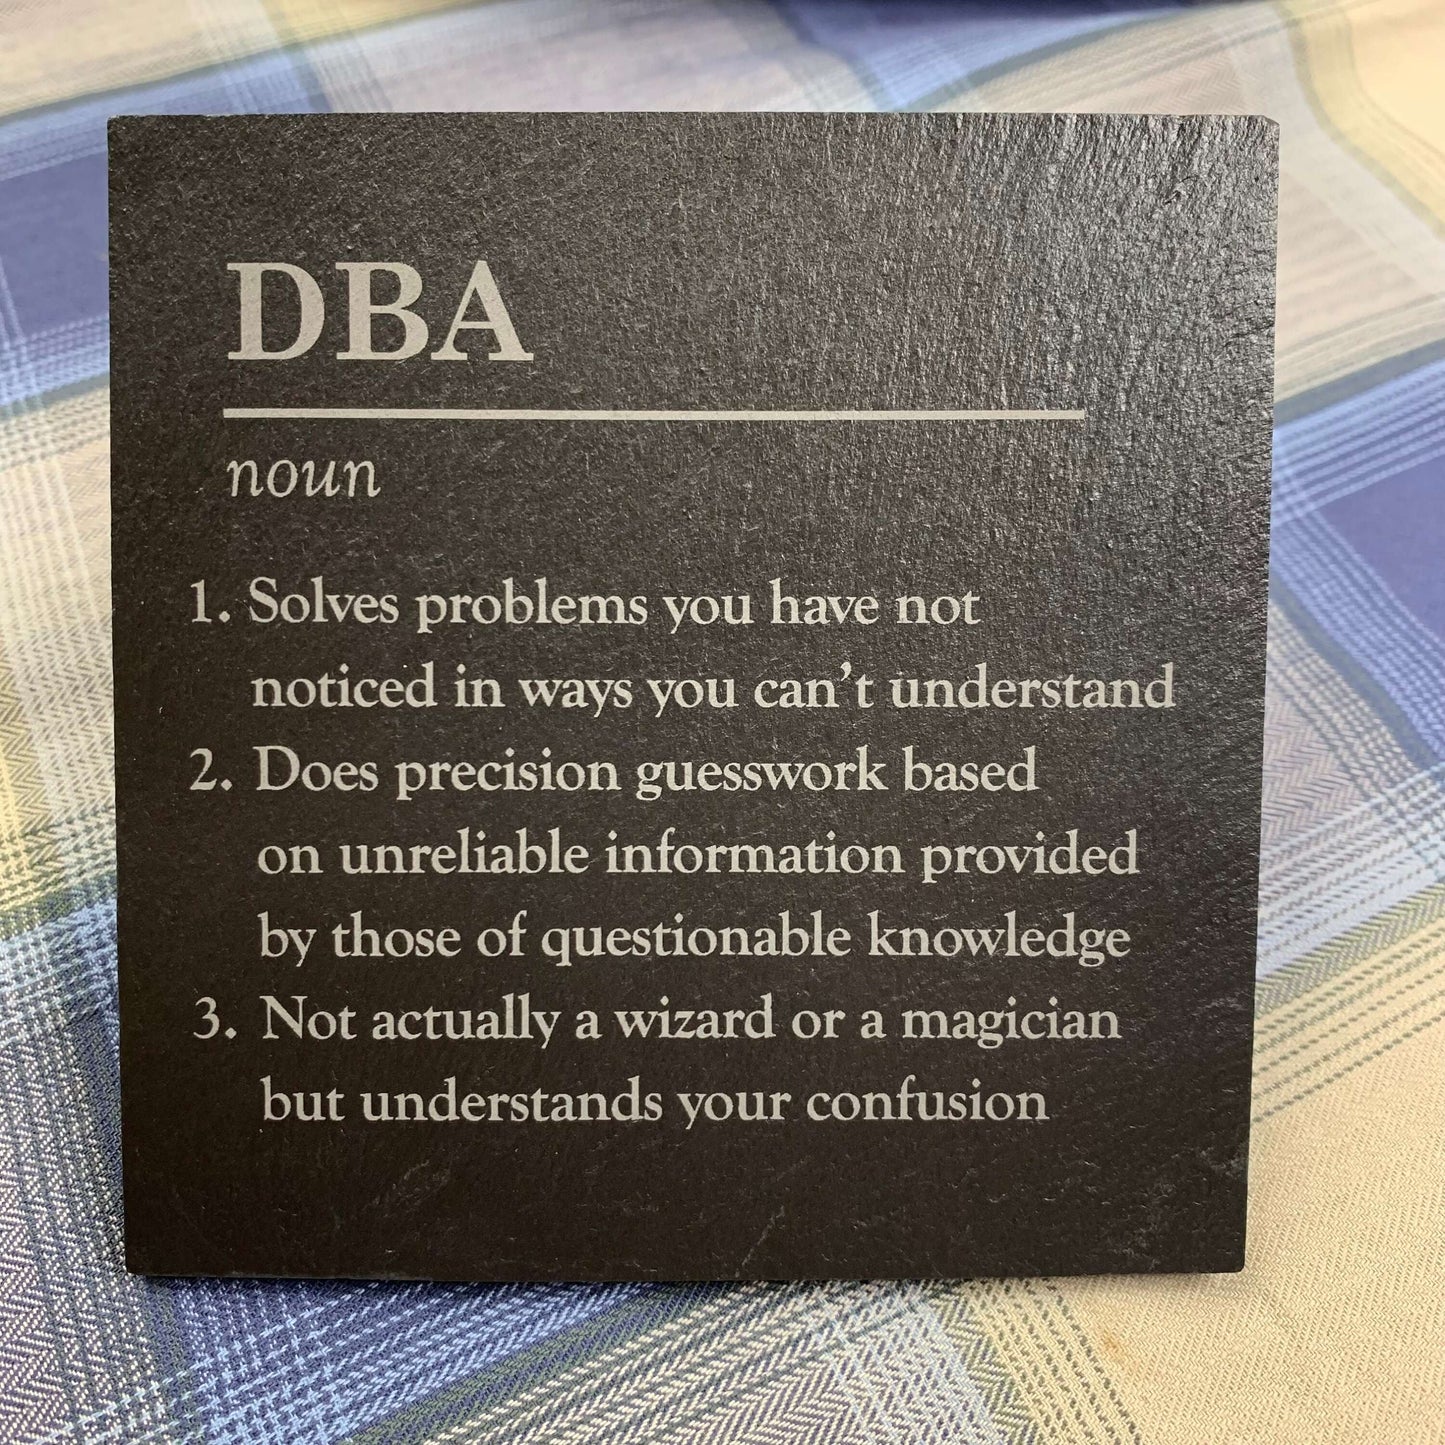 DBA
noun
1. Solves problems you have not
noticed in ways you can’t understand
2. Does precision guesswork based
on unreliable information provided
by those of questionable knowledge
3. Not actually a wizard or a magician
but understands your confusion